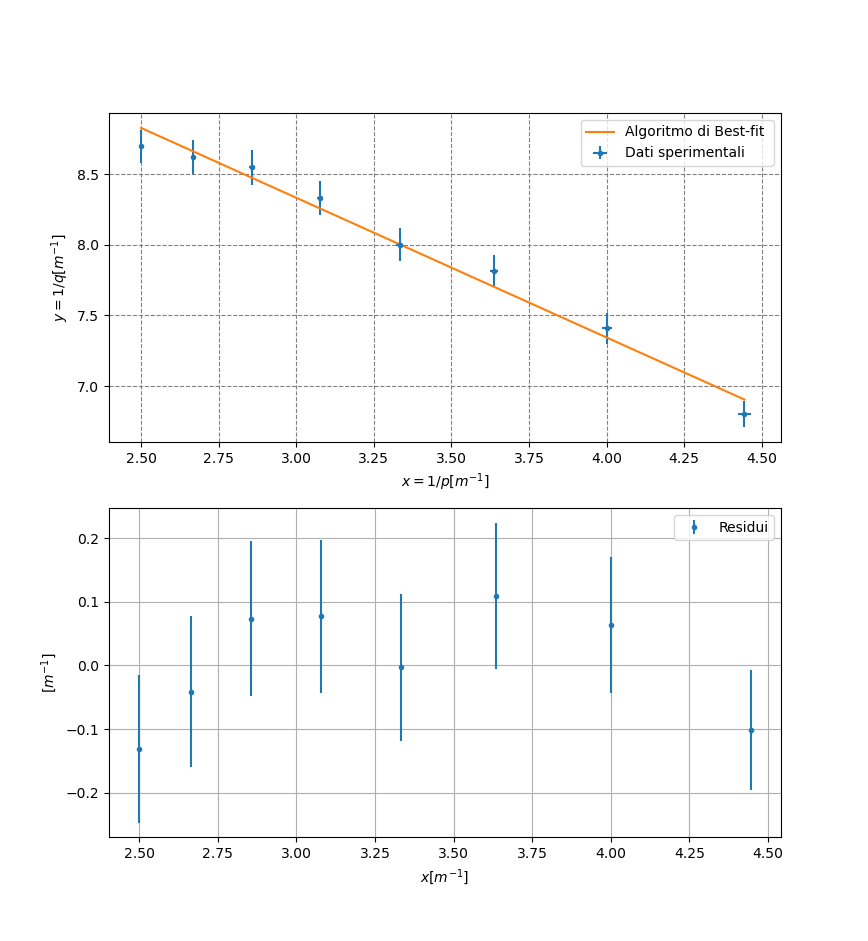 Algoritmo di Best-fit
Dati sperimentali
8.5
8.0
7.5
7.0
y = 1/q[m⁻¹]
2.50 2.75 3.00 3.25 3.50 3.75 4.00 4.25 4.50
x = 1/p[m⁻¹]
Residui
0.2
0.1
0.0
−0.1
−0.2
[m⁻¹]
2.50 2.75 3.00 3.25 3.50 3.75 4.00 4.25 4.50
x[m⁻¹]